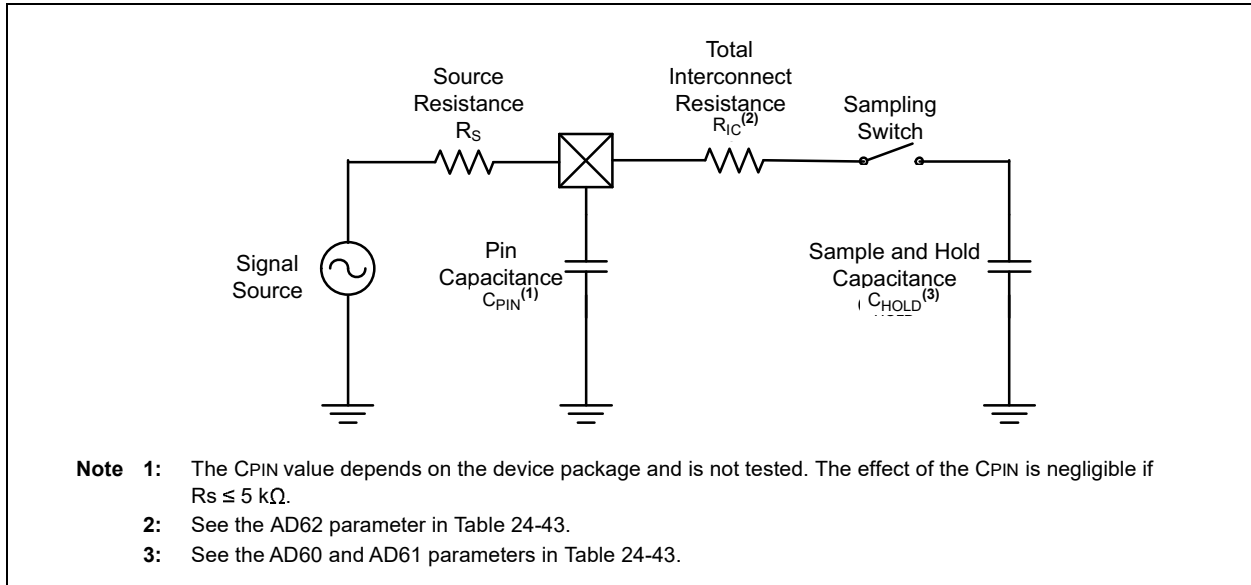 Total
Interconnect
Resistance
RIC(2)
Source
Resistance
RS
Sampling
Switch
Signal
Source
Pin
Capacitance
CPIN(1)
Sample and Hold
Capacitance
( CHOLD(3)
Note 1: The CPIN value depends on the device package and is not tested. The effect of the CPIN is negligible if
Rs ≤ 5 kΩ.
2: See the AD62 parameter in Table 24-43.
3: See the AD60 and AD61 parameters in Table 24-43.